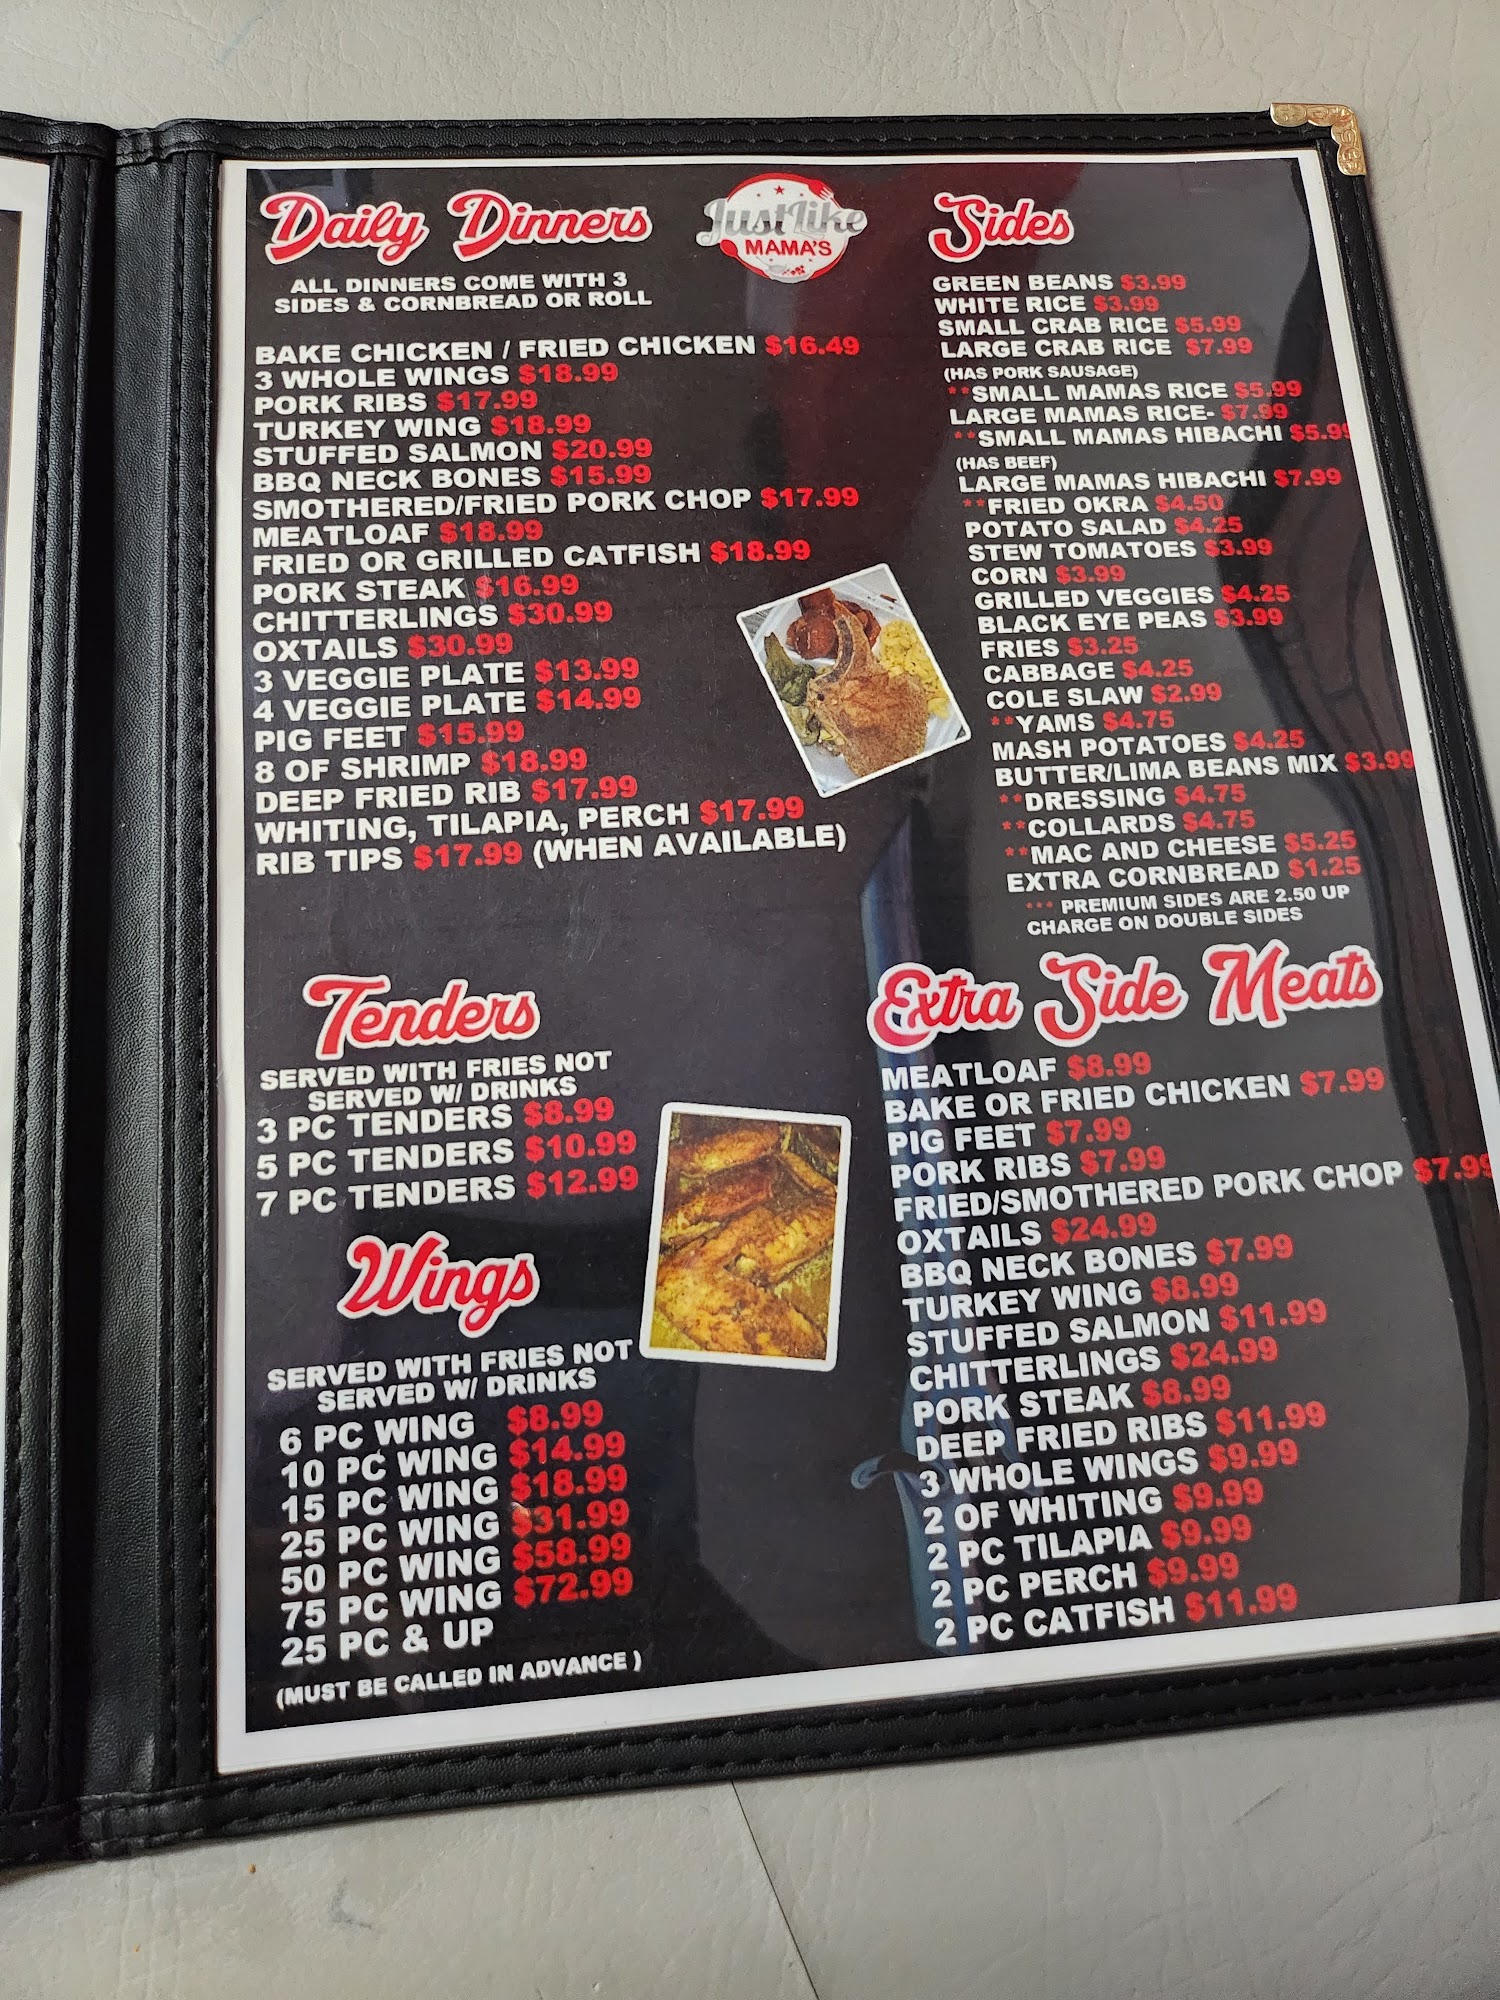 Daily Dinners
ALL DINNERS COME WITH 3
SIDES & CORNBREAD OR ROLL
BAKE CHICKEN / FRIED CHICKEN $16.49
3 WHOLE WINGS $18.99
PORK RIBS $17.99
TURKEY WING $18.99
STUFFED SALMON $20.99
BBQ NECK BONES $15.99
SMOTHERED/FRIED PORK CHOP $17.99
MEATLOAF $18.99
FRIED OR GRILLED CATFISH $18.99
PORK STEAK $16.99
CHITTERLINGS $30.99
OXTAILS $30.99
3 VEGGIE PLATE $13.99
4 VEGGIE PLATE $14.99
PIG FEET $15.99
8 OF SHRIMP $18.99
DEEP FRIED RIB $17.99
WHITING, TILAPIA, PERCH $17.99
RIB TIPS $17.99 (WHEN AVAILABLE)
Just Like
MAMA'S
Tenders
SERVED WITH FRIES NOT
SERVED W/ DRINKS
3 PC TENDERS $8.99
5 PC TENDERS $10.99
7 PC TENDERS $12.99
Wings
SERVED WITH FRIES NOT
SERVED W/ DRINKS
6 PC WING $8.99
10 PC WING $14.99
15 PC WING $18.99
25 PC WING $31.99
50 PC WING $58.99
75 PC WING $72.99
25 PC & UP
(MUST BE CALLED IN ADVANCE )
Sides
GREEN BEANS $3.99
WHITE RICE $3.99
SMALL CRAB RICE $5.99
LARGE CRAB RICE $7.99
(HAS PORK SAUSAGE)
**SMALL MAMAS RICE $5.99
LARGE MAMAS RICE- $7.99
**SMALL MAMAS HIBACHI $5.99
(HAS BEEF)
LARGE MAMAS HIBACHI $7.99
**FRIED OKRA $4.50
POTATO SALAD $4.25
STEW TOMATOES $3.99
CORN $3.99
GRILLED VEGGIES $4.25
BLACK EYE PEAS $3.99
FRIES $3.25
CABBAGE $4.25
COLE SLAW $2.99
**YAMS $4.75
MASH POTATOES $4.25
BUTTER/LIMA BEANS MIX $3.99
**DRESSING $4.75
**COLLARDS $4.75
**MAC AND CHEESE $5.25
EXTRA CORNBREAD $1.25
*** PREMIUM SIDES ARE 2.50 UP
CHARGE ON DOUBLE SIDES
Extra Side Meats
MEATLOAF $8.99
BAKE OR FRIED CHICKEN $7.99
PIG FEET $7.99
PORK RIBS $7.99
FRIED/SMOTHERED PORK CHOP $7.99
OXTAILS $24.99
BBQ NECK BONES $7.99
TURKEY WING $8.99
STUFFED SALMON $11.99
CHITTERLINGS $24.99
PORK STEAK $8.99
DEEP FRIED RIBS $11.99
3 WHOLE WINGS $9.99
2 OF WHITING $9.99
2 PC TILAPIA $9.99
2 PC PERCH $9.99
2 PC CATFISH $11.99